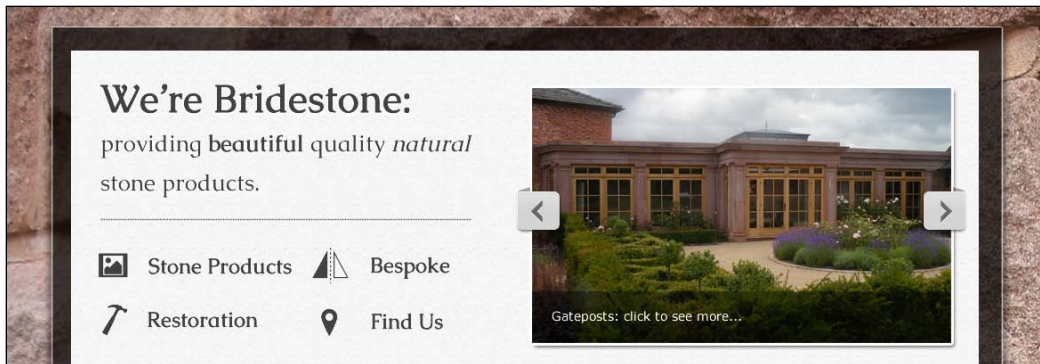 We're Bridestone:
providing beautiful quality natural
stone products.
Stone Products
Bespoke
Restoration
Find Us
Gateposts: click to see more...